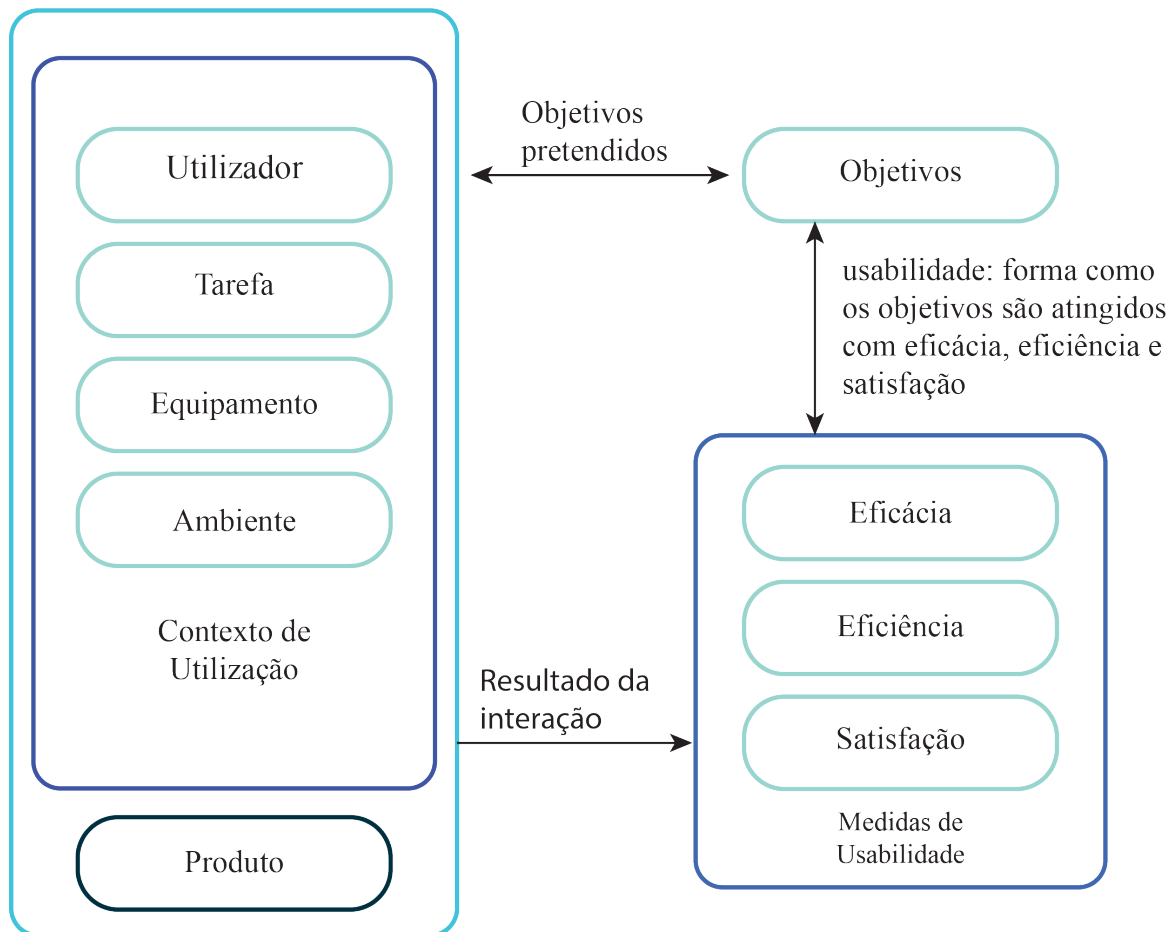 Utilizador
Tarefa
Equipamento
Ambiente
Contexto de
Utilização
Produto
Objetivos
pretendidos
Objetivos
usabilidade: forma como
os objetivos são atingidos
com eficácia, eficiência e
satisfação
Resultado da
interação
Eficácia
Eficiência
Satisfação
Medidas de
Usabilidade